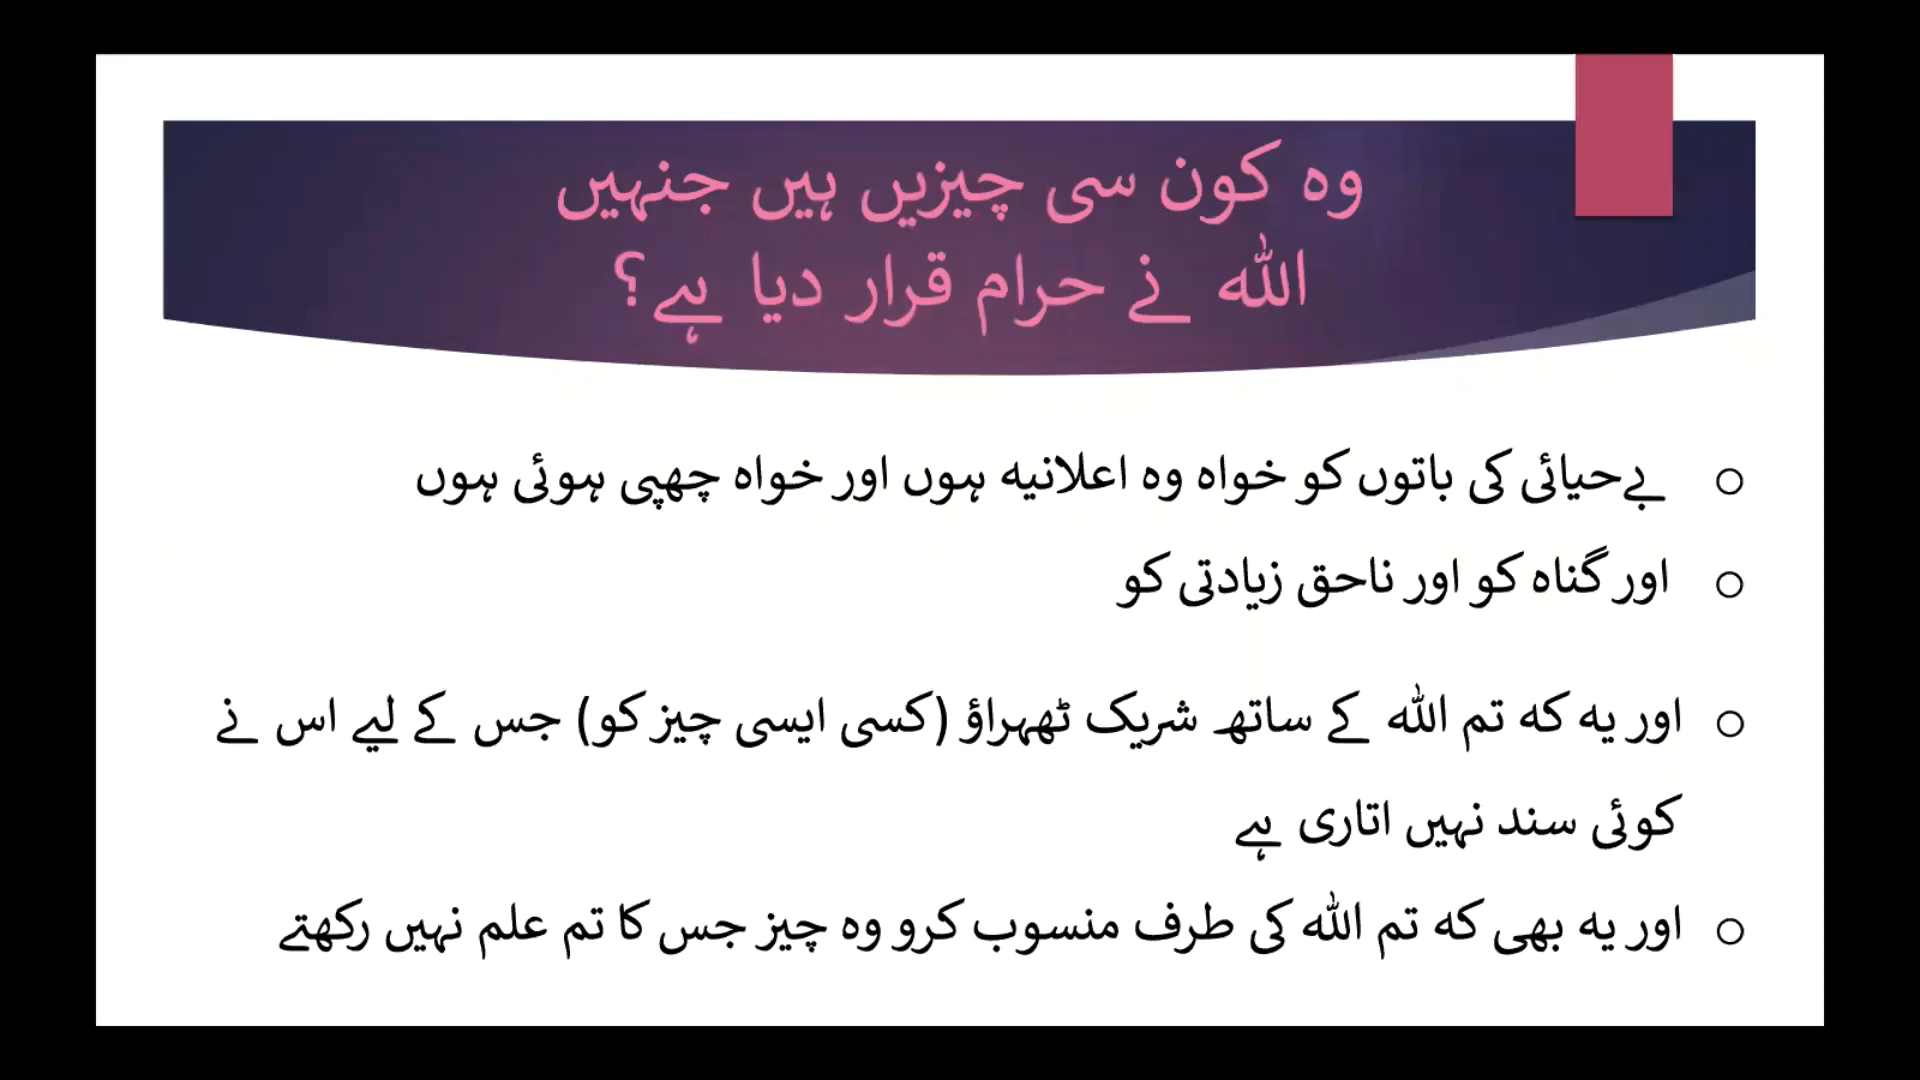 وہ کون سی چیزیں ہیں جنہیں
اللہ نے حرام قرار دیا ہے؟
بےحیائی کی باتوں کو خواہ وہ اعلانیہ ہوں اور خواہ چھپی ہوئی ہوں
اور گناہ کو اور ناحق زیادتی کو
اور یہ کہ تم اللہ کے ساتھ شریک ٹھہراؤ (کسی ایسی چیز کو) جس کے لیے اس نے
کوئی سند نہیں اتاری ہے
اور یہ بھی کہ تم اللہ کی طرف منسوب کرو وہ چیز جس کا تم علم نہیں رکھتے